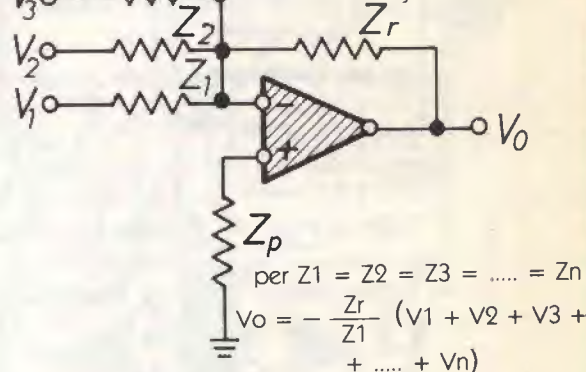 V3
V2 Z2 Zr
V1 Z1
− VO
+
Zp
per Z1 = Z2 = Z3 = ..... = Zn
Vo = − Zr/Z1 (V1 + V2 + V3 +
+ ..... + Vn)